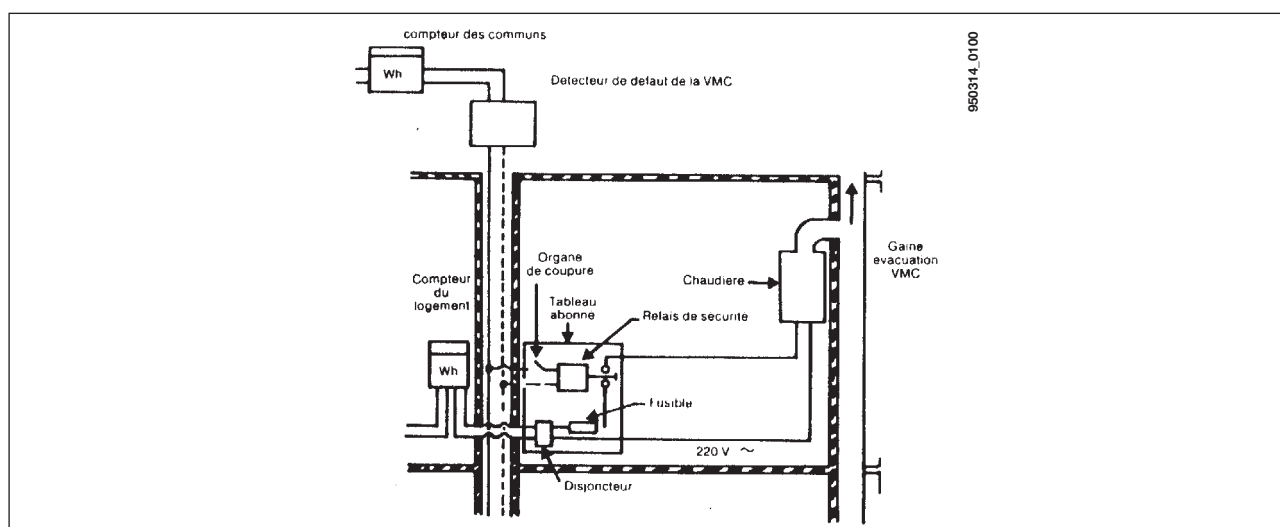 compteur des communs
Wh
Detecteur de defaut de la VMC
950314_0100
Organe
de coupure
Compteur
du
logement
Tableau
abonne
Relais de securite
Chaudiere
Gaine
evacuation
VMC
Wh
Fusible
220 V ~
Disjoncteur